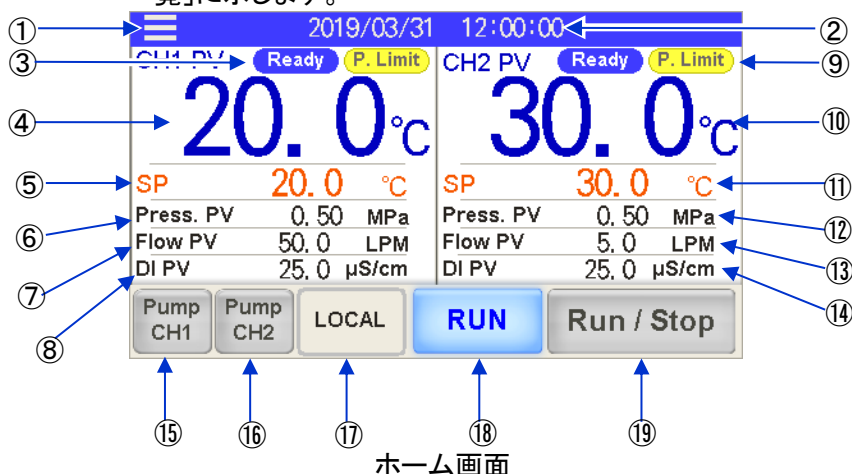 覧」に示します。
① 2019/03/31 12:00:00 ②
③ CH1 PV Ready P. Limit CH2 PV Ready P. Limit ⑨
④ 20.0℃ 30.0℃ ⑩
⑤ SP 20.0 ℃ SP 30.0 ℃ ⑪
⑥ Press. PV 0.50 MPa Press. PV 0.50 MPa ⑫
⑦ Flow PV 50.0 LPM Flow PV 5.0 LPM ⑬
⑧ DI PV 25.0 μS/cm DI PV 25.0 μS/cm ⑭
Pump CH1 Pump CH2 LOCAL RUN Run / Stop
⑮ ⑯ ⑰ ⑱ ⑲
ホーム画面